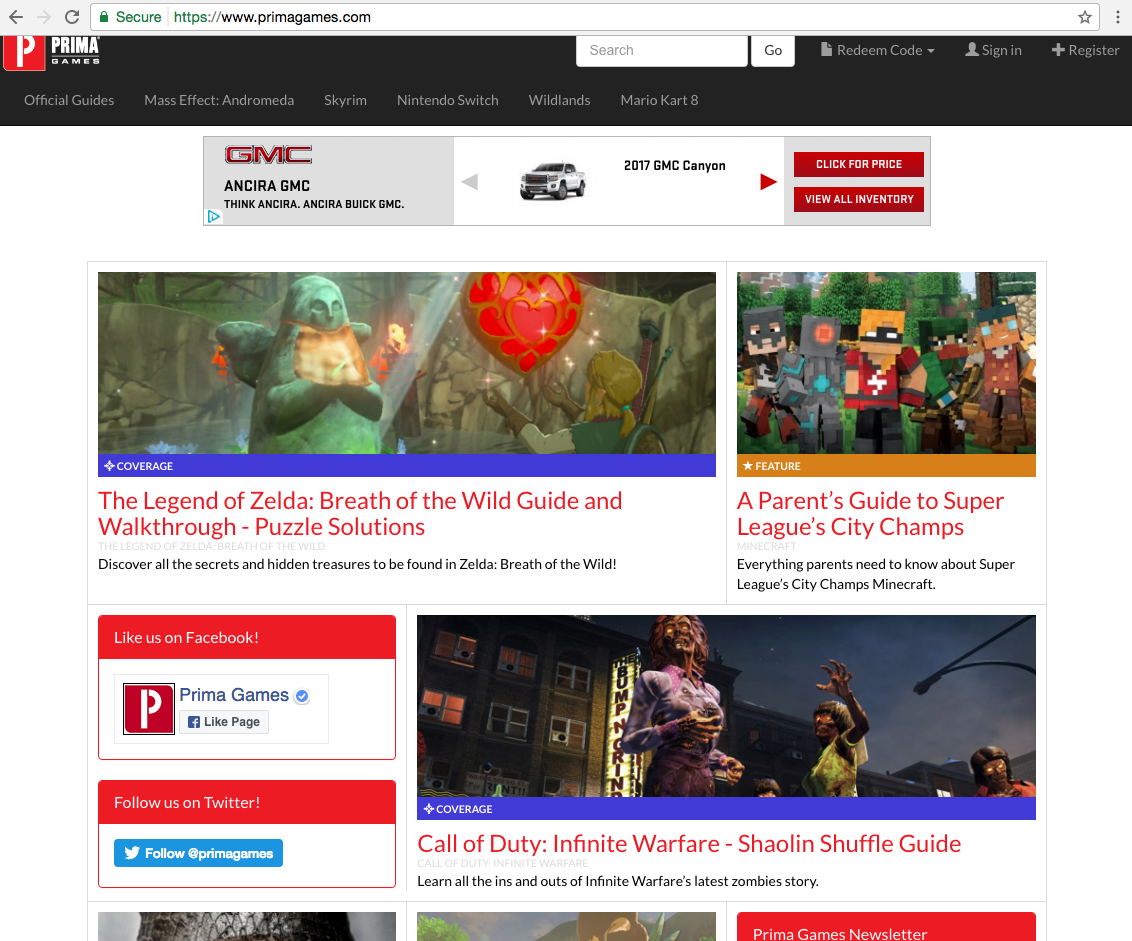 Secure https://www.primagames.com
PRIMA
GAMES
Search
Go
Redeem Code
Sign in
Register
Official Guides
Mass Effect: Andromeda
Skyrim
Nintendo Switch
Wildlands
Mario Kart 8
GMC
ANCIRA GMC
THINK ANCIRA. ANCIRA BUICK GMC.
2017 GMC Canyon
CLICK FOR PRICE
VIEW ALL INVENTORY
COVERAGE
The Legend of Zelda: Breath of the Wild Guide and
Walkthrough - Puzzle Solutions
THE LEGEND OF ZELDA: BREATH OF THE WILD
Discover all the secrets and hidden treasures to be found in Zelda: Breath of the Wild!
FEATURE
A Parent's Guide to Super
League's City Champs
MINECRAFT
Everything parents need to know about Super
League's City Champs Minecraft.
Like us on Facebook!
Prima Games
Like Page
Follow us on Twitter!
Follow @primagames
BUMP N GRIND
COVERAGE
Call of Duty: Infinite Warfare - Shaolin Shuffle Guide
CALL OF DUTY: INFINITE WARFARE
Learn all the ins and outs of Infinite Warfare's latest zombies story.
Prima Games Newsletter